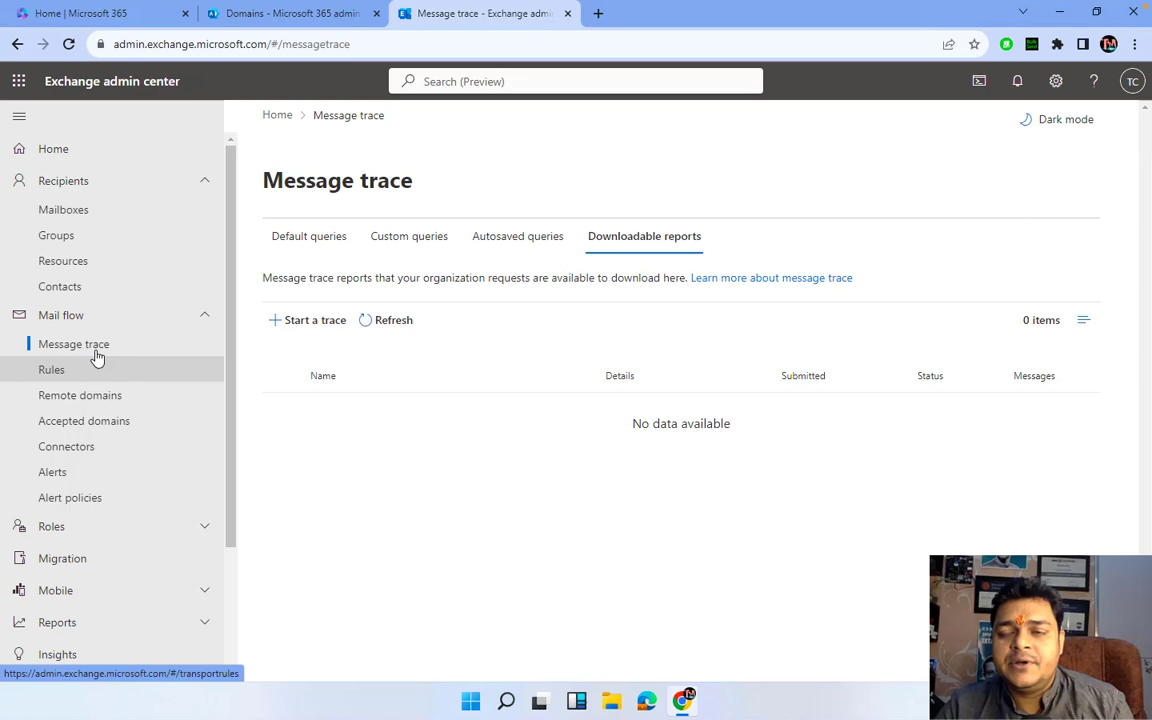 Home | Microsoft 365
Domains - Microsoft 365 admin
Message trace - Exchange admin
admin.exchange.microsoft.com/#/messagetrace
Exchange admin center
Search (Preview)
TC
Home > Message trace
Dark mode
Message trace
Default queries
Custom queries
Autosaved queries
Downloadable reports
Message trace reports that your organization requests are available to download here. Learn more about message trace
Start a trace
Refresh
0 items
Name
Details
Submitted
Status
Messages
No data available
Home
Recipients
Mailboxes
Groups
Resources
Contacts
Mail flow
Message trace
Rules
Remote domains
Accepted domains
Connectors
Alerts
Alert policies
Roles
Migration
Mobile
Reports
Insights
https://admin.exchange.microsoft.com/#/transportrules